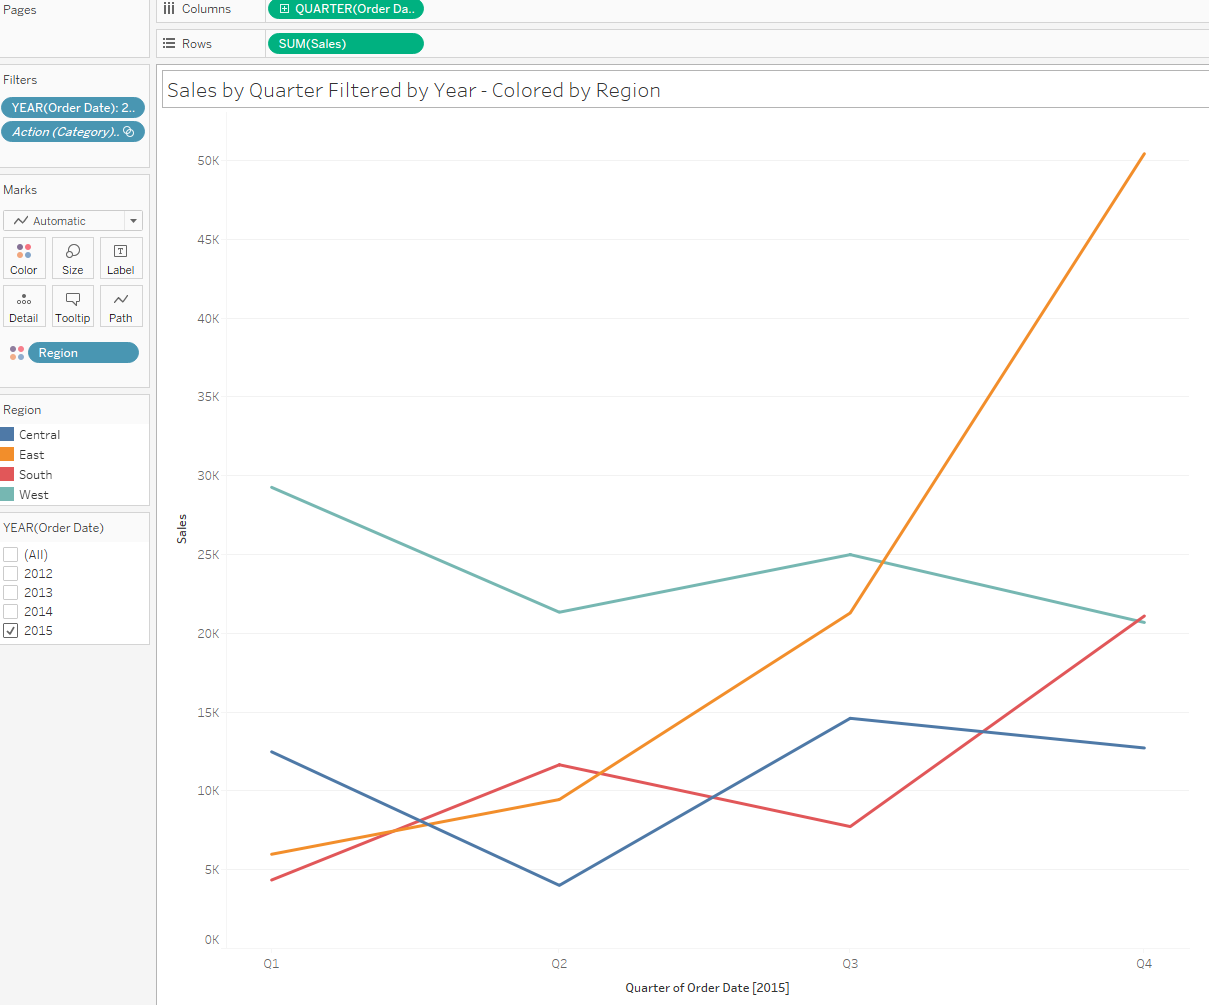 Pages
Columns
QUARTER(Order Da..
Rows
SUM(Sales)
Filters
YEAR(Order Date): 2..
Action (Category)..
Marks
Automatic
Color
Size
Label
Detail
Tooltip
Path
Region
Region
Central
East
South
West
YEAR(Order Date)
(All)
2012
2013
2014
2015
Sales by Quarter Filtered by Year - Colored by Region
50K
45K
40K
35K
30K
25K
20K
15K
10K
5K
0K
Sales
Q1 Q2 Q3 Q4
Quarter of Order Date [2015]